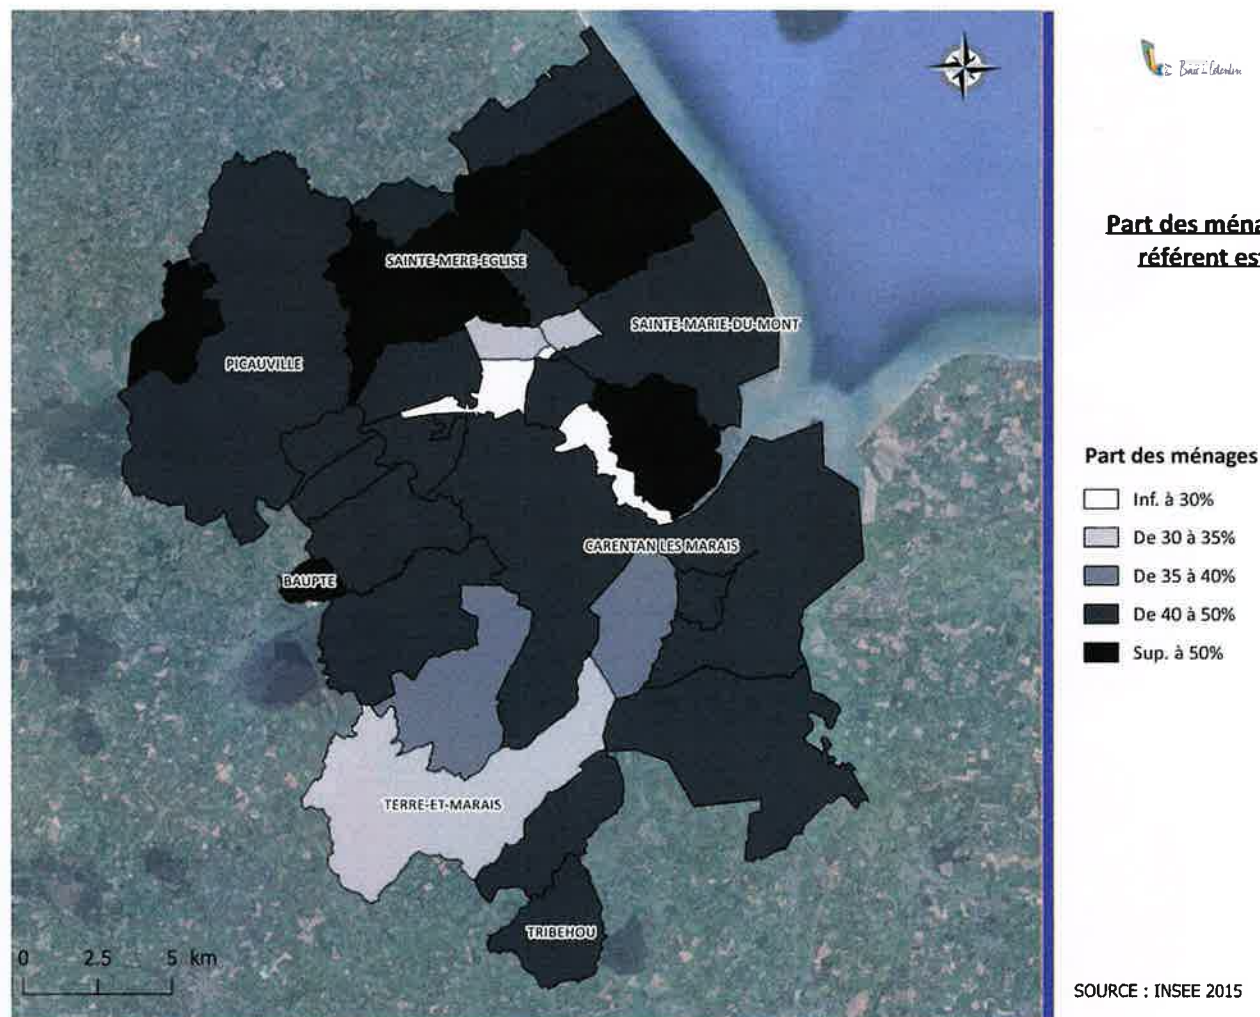 Part des ména
référent es
SAINTE-MERE-EGLISE
SAINTE-MARIE-DU-MONT
PICAUVILLE
CARENTAN LES MARAIS
BAUPTE
TERRE-ET-MARAIS
TRIBEHOU
0 2.5 5 km
Part des ménages
Inf. à 30%
De 30 à 35%
De 35 à 40%
De 40 à 50%
Sup. à 50%
SOURCE : INSEE 2015